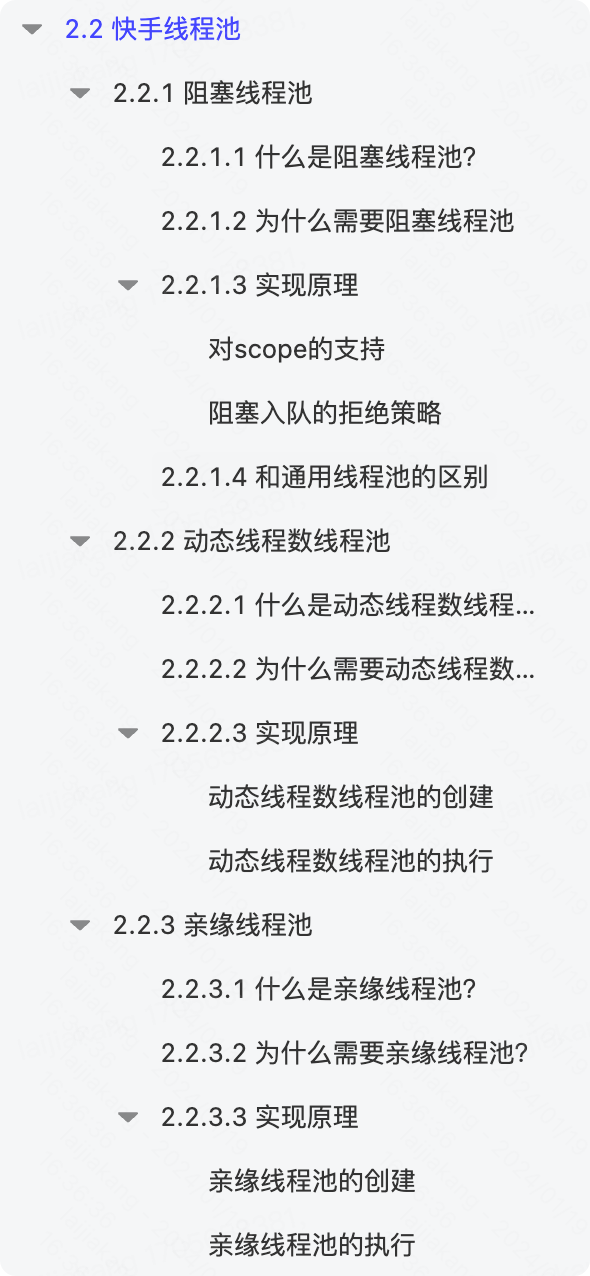 2.2 快手线程池
2.2.1 阻塞线程池
2.2.1.1 什么是阻塞线程池?
2.2.1.2 为什么需要阻塞线程池
2.2.1.3 实现原理
对scope的支持
阻塞入队的拒绝策略
2.2.1.4 和通用线程池的区别
2.2.2 动态线程数线程池
2.2.2.1 什么是动态线程数线程...
2.2.2.2 为什么需要动态线程数...
2.2.2.3 实现原理
动态线程数线程池的创建
动态线程数线程池的执行
2.2.3 亲缘线程池
2.2.3.1 什么是亲缘线程池?
2.2.3.2 为什么需要亲缘线程池?
2.2.3.3 实现原理
亲缘线程池的创建
亲缘线程池的执行